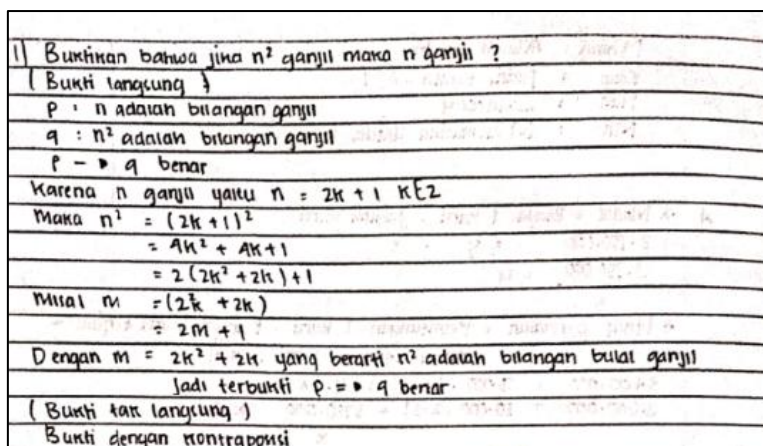 1| Buktikan bahwa jika n² ganjil maka n ganjil ?
( Bukti langsung )
p : n adalah bilangan ganjil
q : n² adalah bilangan ganjil
p → q benar
Karena n ganjil yaitu n = 2k + 1 k∈Z
Maka n² = (2k + 1)²
= 4k² + 4k + 1
= 2 (2k² + 2k) + 1
Misal m = (2k² + 2k)
= 2m + 1
Dengan m = 2k² + 2k yang berarti n² adalah bilangan bulat ganjil
Jadi terbukti p => q benar
( Bukti tak langsung )
Bukti dengan kontraposisi